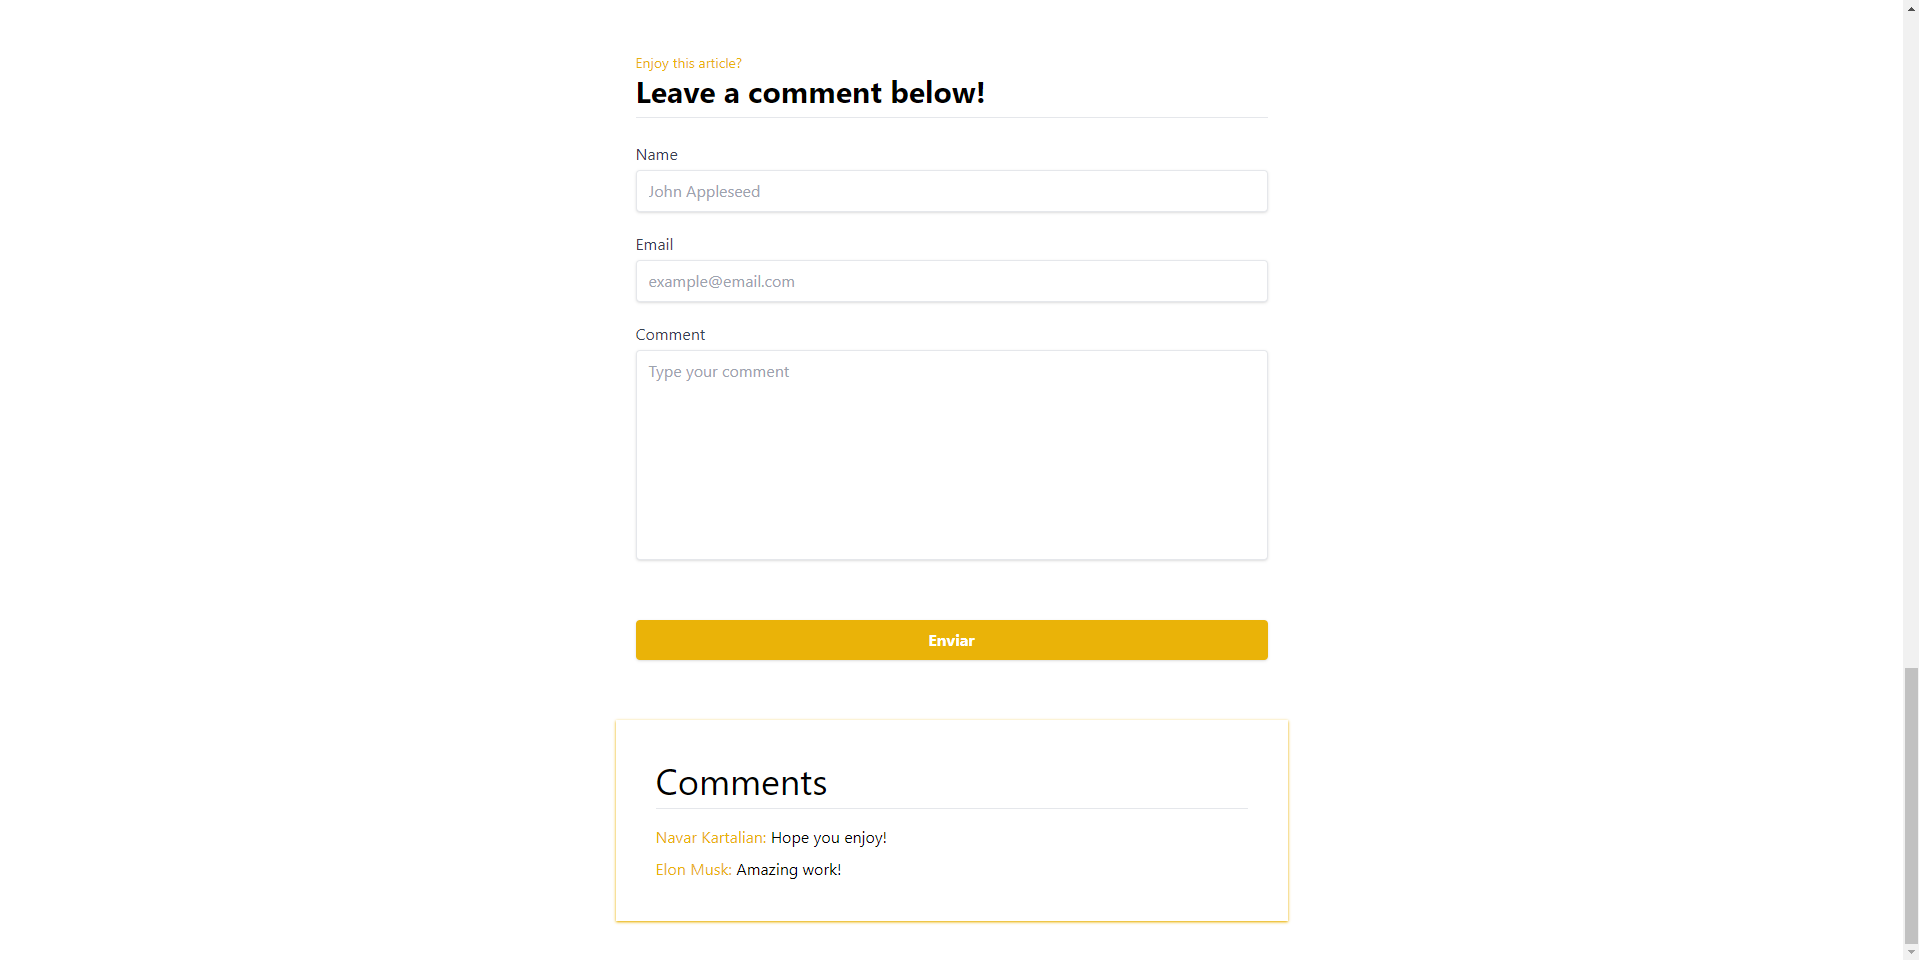 Enjoy this article?
Leave a comment below!
Name
John Appleseed
Email
example@email.com
Comment
Type your comment
Enviar
Comments
Navar Kartalian: Hope you enjoy!
Elon Musk: Amazing work!